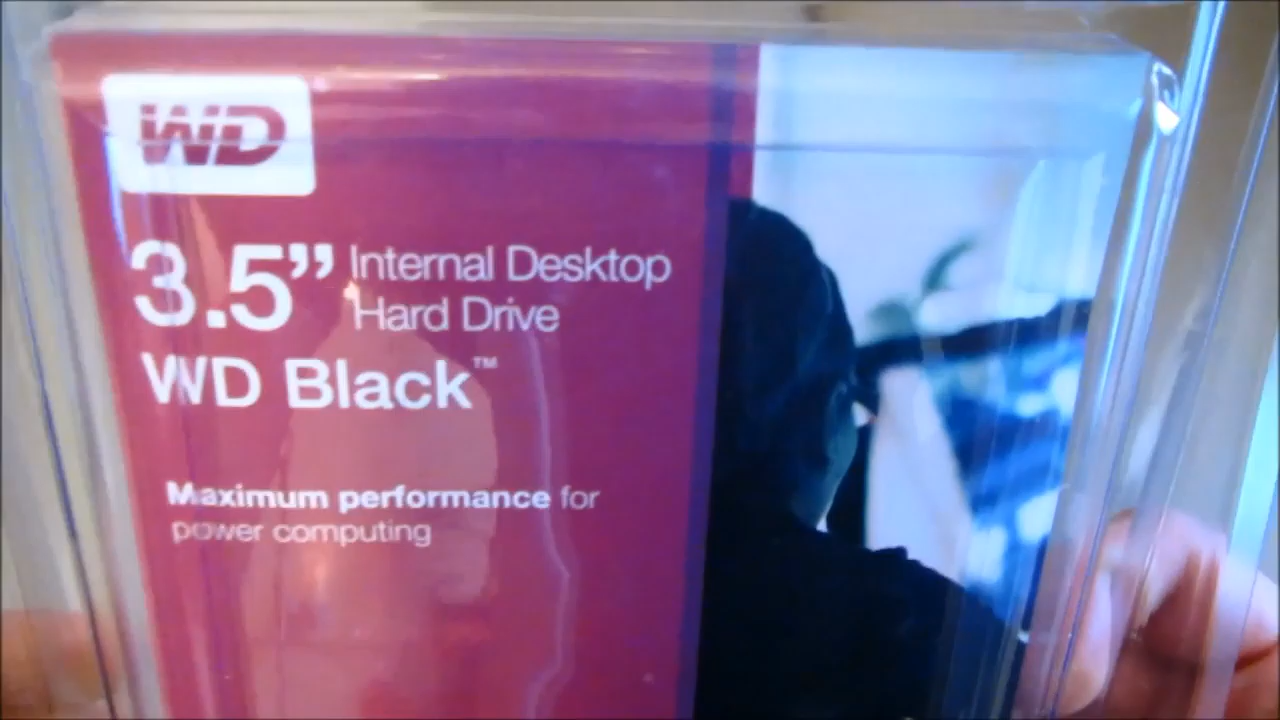 WD
3.5” Internal Desktop
Hard Drive
WD Black™
Maximum performance for
power computing